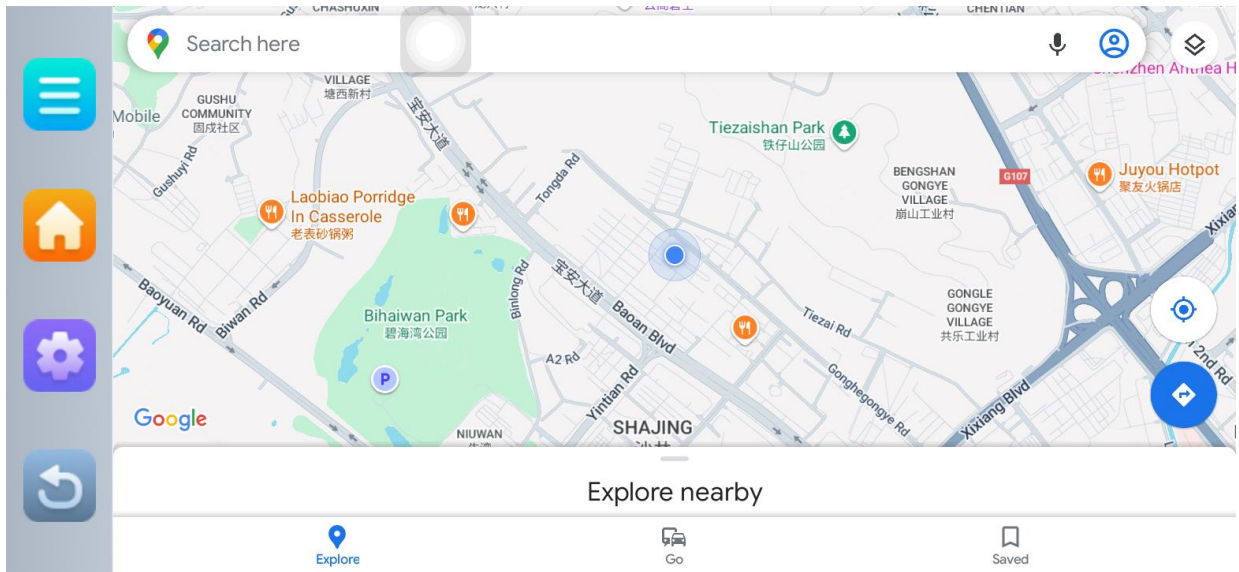 CHASHUXIN
CHENTIAN
Search here
Shenzhen Anthea H
VILLAGE
塘西新村
Mobile
GUSHU
COMMUNITY
固戍社区
宝安大道
Tiezaishan Park
铁仔山公园
Gushuyi Rd
Tongda Rd
BENGSHAN
GONGYE
VILLAGE
崩山工业村
G107
Juyou Hotpot
聚友火锅店
Laobiao Porridge
In Casserole
老表砂锅粥
Baoyuan Rd
Biwan Rd
Binlong Rd
宝安大道
Baoan Blvd
Bihaiwan Park
碧海湾公园
P
A2 Rd
Tiezai Rd
GONGLE
GONGYE
VILLAGE
共乐工业村
2nd Rd
Yintian Rd
Gonghegongye Rd
Xixiang Blvd
Google
NIUWAN
SHAJING
Explore nearby
Explore
Go
Saved